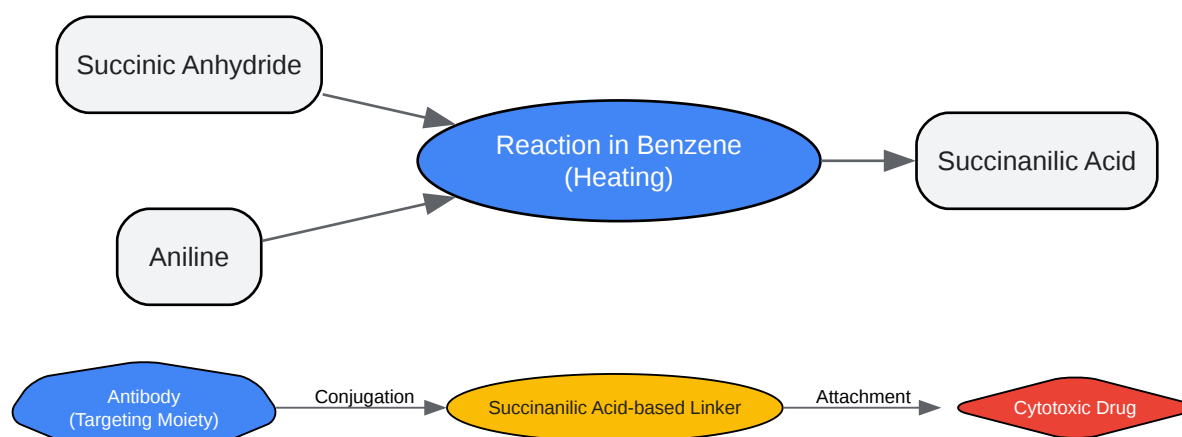 Succinic Anhydride
Reaction in Benzene
(Heating)
Succinanilic Acid
Aniline
Antibody
(Targeting Moiety)
Conjugation
Succinanilic Acid-based Linker
Attachment
Cytotoxic Drug